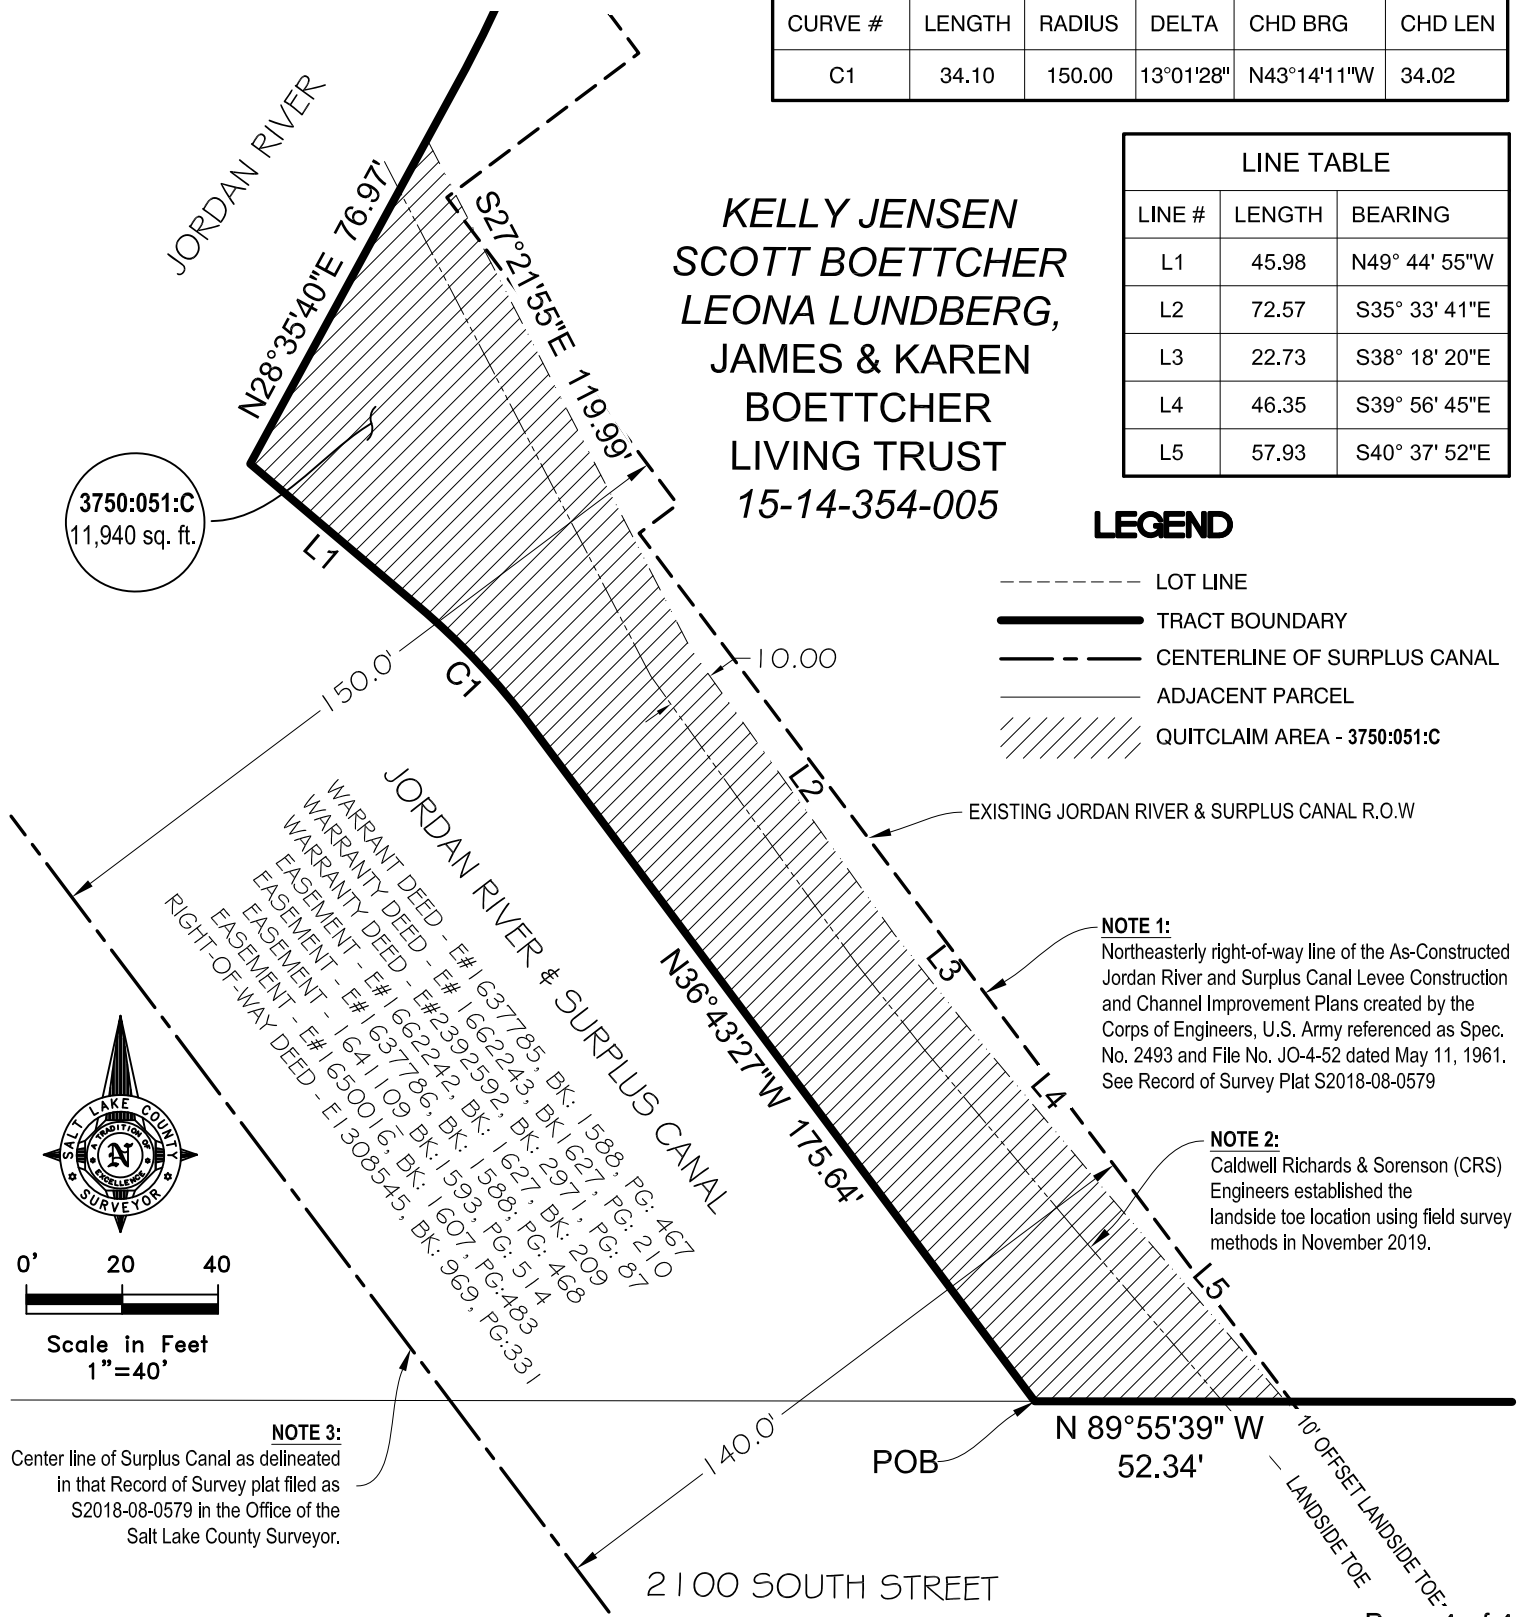 CURVE # LENGTH RADIUS DELTA CHD BRG CHD LEN
C1 34.10 150.00 13°01'28" N43°14'11"W 34.02
LINE TABLE
LINE # LENGTH BEARING
L1 45.98 N49° 44' 55"W
L2 72.57 S35° 33' 41"E
L3 22.73 S38° 18' 20"E
L4 46.35 S39° 56' 45"E
L5 57.93 S40° 37' 52"E
JORDAN RIVER
N28°35'40"E 76.97'
S27°21'55"E 119.99'
KELLY JENSEN
SCOTT BOETTCHER
LEONA LUNDBERG,
JAMES & KAREN
BOETTCHER
LIVING TRUST
15-14-354-005
3750:051:C
11,940 sq. ft.
L1
C1
150.0'
10.00
LEGEND
LOT LINE
TRACT BOUNDARY
CENTERLINE OF SURPLUS CANAL
ADJACENT PARCEL
QUITCLAIM AREA - 3750:051:C
L2
EXISTING JORDAN RIVER & SURPLUS CANAL R.O.W
JORDAN RIVER & SURPLUS CANAL
WARRANT DEED - E#1637785, BK: 1588, PG: 467
WARRANTY DEED - E# 1662243, BK1627, PG: 210
WARRANTY DEED - E#2392592, BK: 2971, PG: 87
EASEMENT - E#1662242, BK: 1627, BK: 209
EASEMENT - E#1637786, BK: 1588, PG: 468
EASEMENT - 1641109, BK:1593, PG: 514
EASEMENT - E#1650016, BK: 1607, PG:483
RIGHT-OF-WAY DEED - E1308545, BK: 969, PG:331
N36°43'27"W 175.64'
L3
L4
L5
NOTE 1:
Northeasterly right-of-way line of the As-Constructed
Jordan River and Surplus Canal Levee Construction
and Channel Improvement Plans created by the
Corps of Engineers, U.S. Army referenced as Spec.
No. 2493 and File No. JO-4-52 dated May 11, 1961.
See Record of Survey Plat S2018-08-0579
NOTE 2:
Caldwell Richards & Sorenson (CRS)
Engineers established the
landside toe location using field survey
methods in November 2019.
SALT LAKE COUNTY
SURVEYOR
A TRADITION OF
EXCELLENCE
N
0' 20 40
Scale in Feet
1"=40'
NOTE 3:
Center line of Surplus Canal as delineated
in that Record of Survey plat filed as
S2018-08-0579 in the Office of the
Salt Lake County Surveyor.
140.0'
POB
N 89°55'39" W
52.34'
10' OFFSET LANDSIDE TOE
LANDSIDE TOE
2100 SOUTH STREET